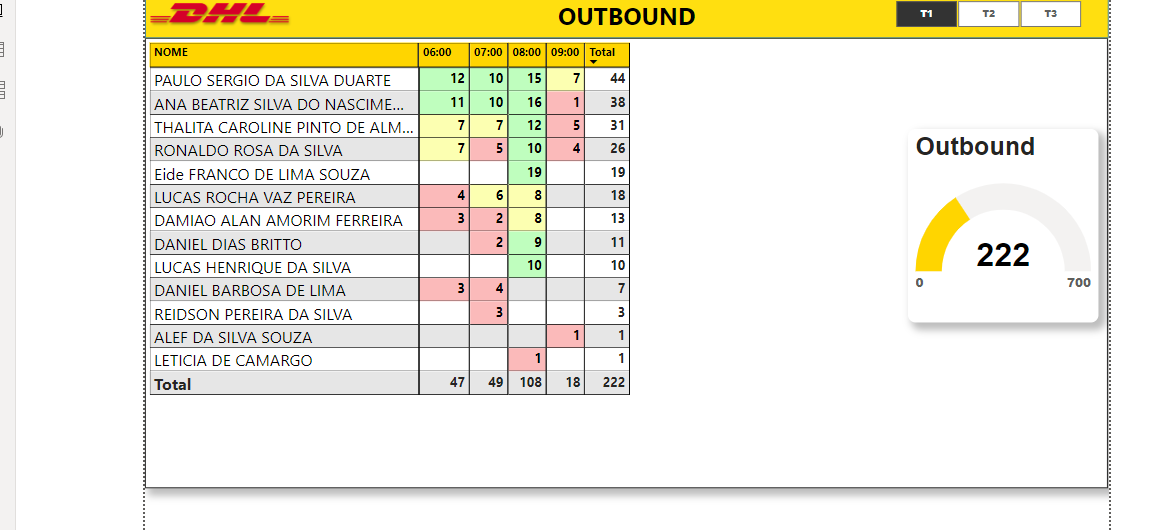 DHL OUTBOUND T1 T2 T3
NOME 06:00 07:00 08:00 09:00 Total
PAULO SERGIO DA SILVA DUARTE 12 10 15 7 44
ANA BEATRIZ SILVA DO NASCIME... 11 10 16 1 38
THALITA CAROLINE PINTO DE ALM... 7 7 12 5 31
RONALDO ROSA DA SILVA 7 5 10 4 26
Eide FRANCO DE LIMA SOUZA 19 19
LUCAS ROCHA VAZ PEREIRA 4 6 8 18
DAMIAO ALAN AMORIM FERREIRA 3 2 8 13
DANIEL DIAS BRITTO 2 9 11
LUCAS HENRIQUE DA SILVA 10 10
DANIEL BARBOSA DE LIMA 3 4 7
REIDSON PEREIRA DA SILVA 3 3
ALEF DA SILVA SOUZA 1 1
LETICIA DE CAMARGO 1 1
Total 47 49 108 18 222
Outbound
222
0 700